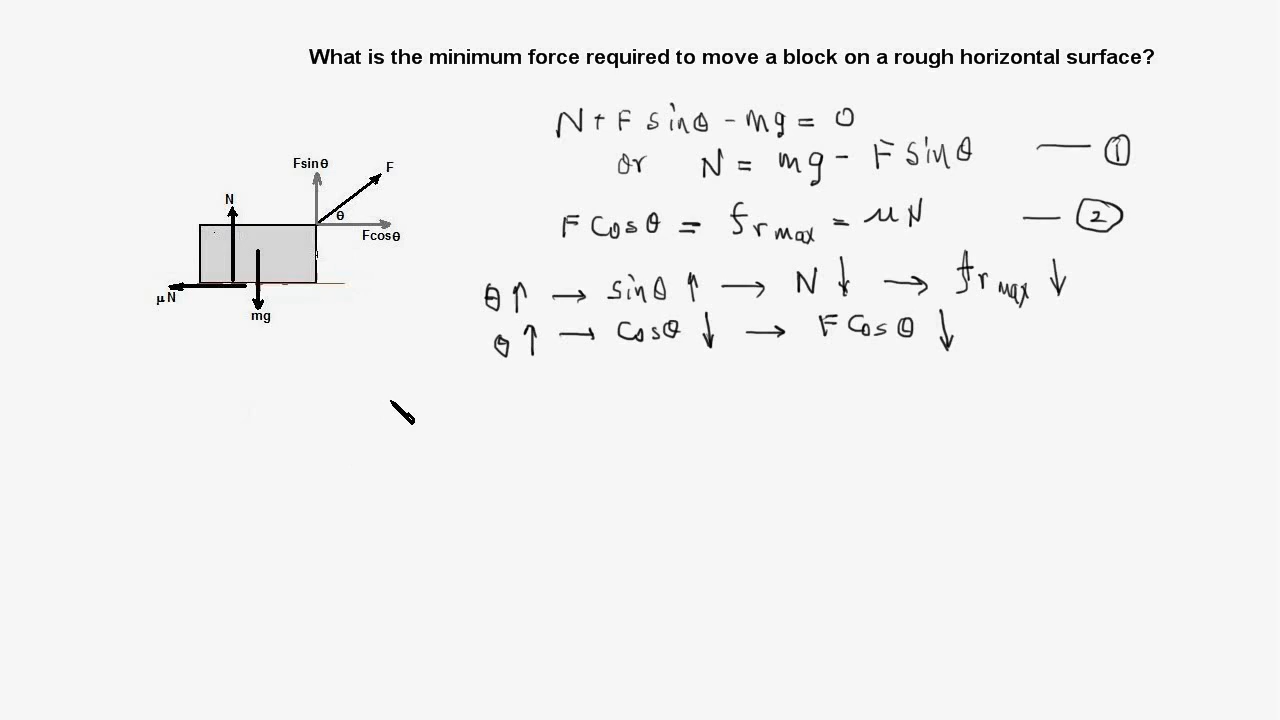 What is the minimum force required to move a block on a rough horizontal surface?
N + F sinθ - mg = 0
or N = mg - F sinθ — ①
F Cosθ = fr max = μN — ②
θ↑ → sinθ ↑ → N ↓ → fr max ↓
θ↑ → Cosθ ↓ → F Cosθ ↓
Fsinθ
F
N
θ
Fcosθ
μN
mg